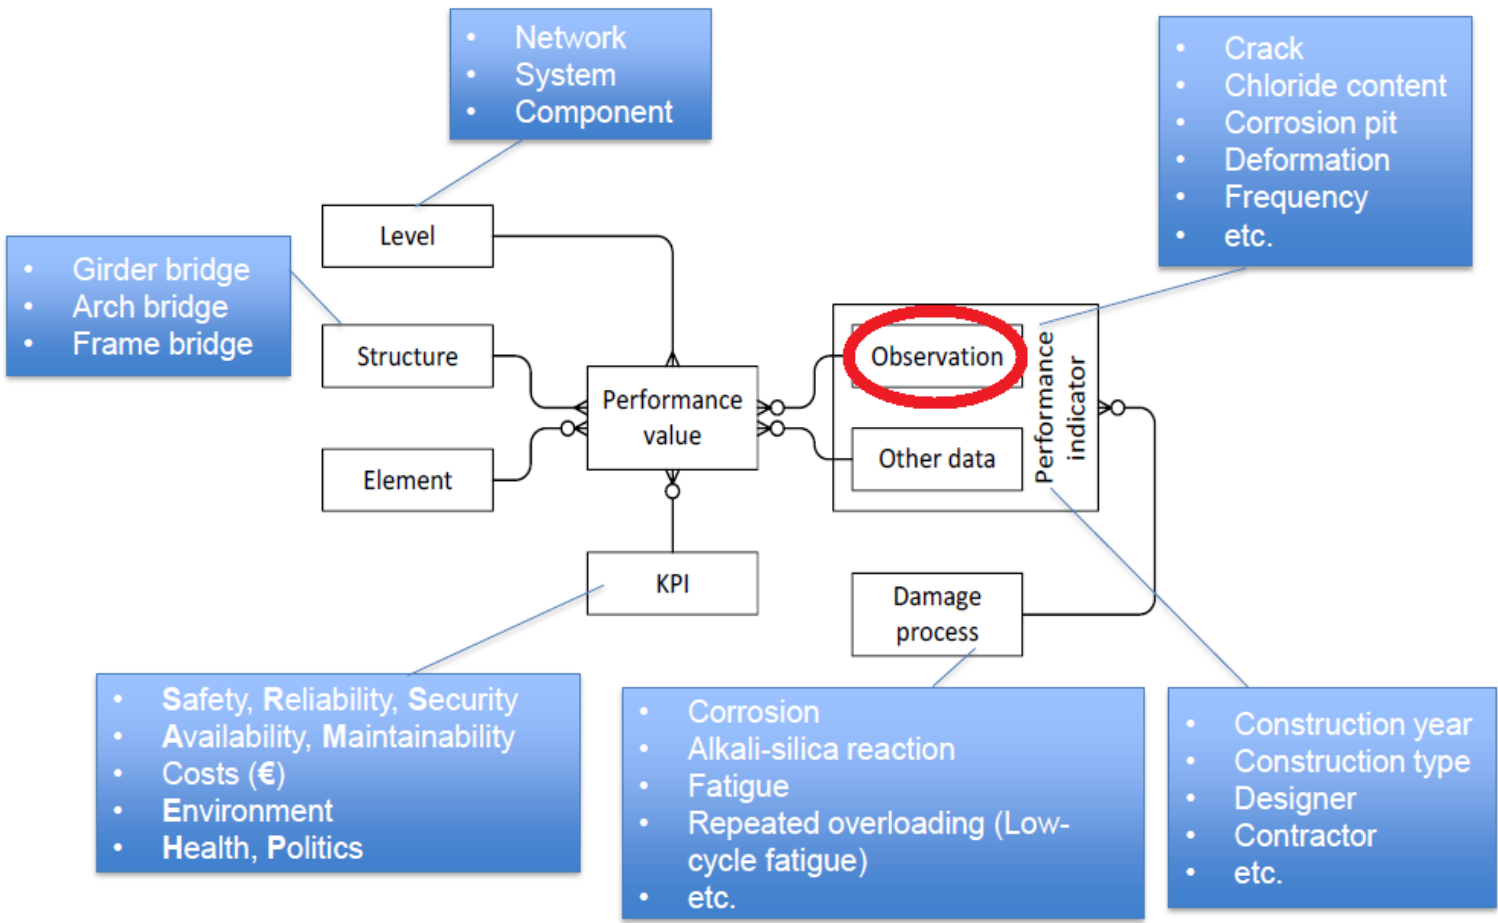 • Network
• System
• Component
• Crack
• Chloride content
• Corrosion pit
• Deformation
• Frequency
• etc.
Level
• Girder bridge
• Arch bridge
• Frame bridge
Structure
Element
Performance
value
Observation
Other data
Performance
indicator
KPI
Damage
process
• Safety, Reliability, Security
• Availability, Maintainability
• Costs (€)
• Environment
• Health, Politics
• Corrosion
• Alkali-silica reaction
• Fatigue
• Repeated overloading (Low-
cycle fatigue)
• etc.
• Construction year
• Construction type
• Designer
• Contractor
• etc.